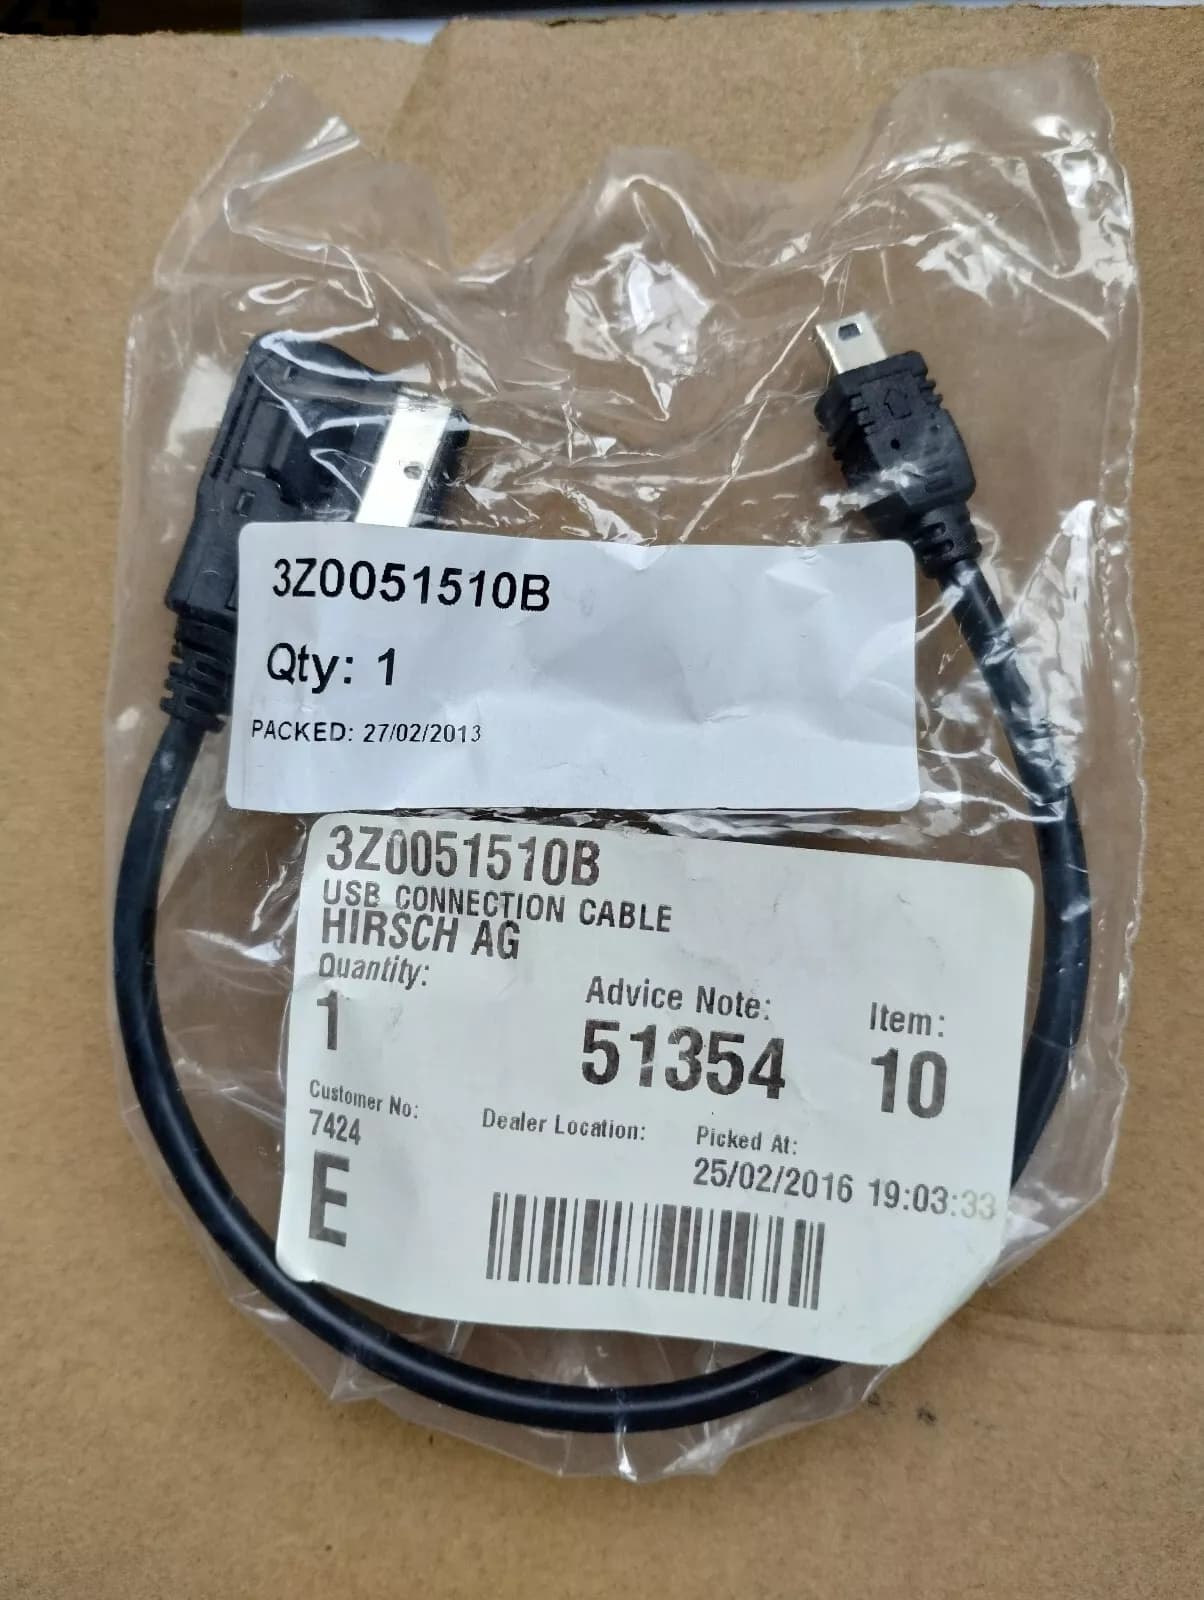 24
3Z0051510B
Qty: 1
PACKED: 27/02/2013
3Z0051510B
USB CONNECTION CABLE
HIRSCH AG
Quantity:
1
Advice Note:
51354
Item:
10
Customer No:
7424
Dealer Location:
Picked At:
25/02/2016 19:03:33
E